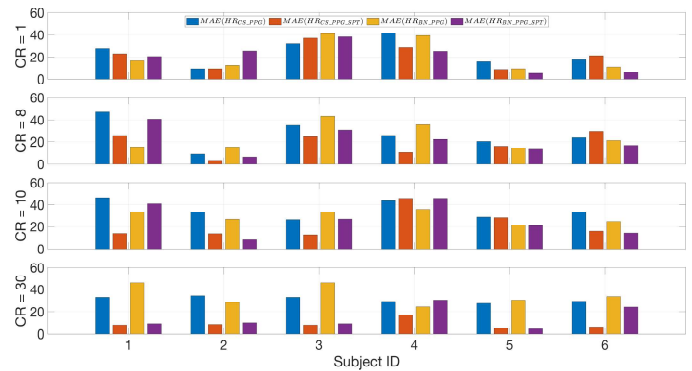 MAE(HR_CS_PPG) MAE(HR_CS_PPG_SPT) MAE(HR_BN_PPG) MAE(HR_BN_PPG_SPT)
CR = 1
60
40
20
0
CR = 8
60
40
20
0
CR = 10
60
40
20
0
CR = 30
60
40
20
0
1 2 3 4 5 6
Subject ID